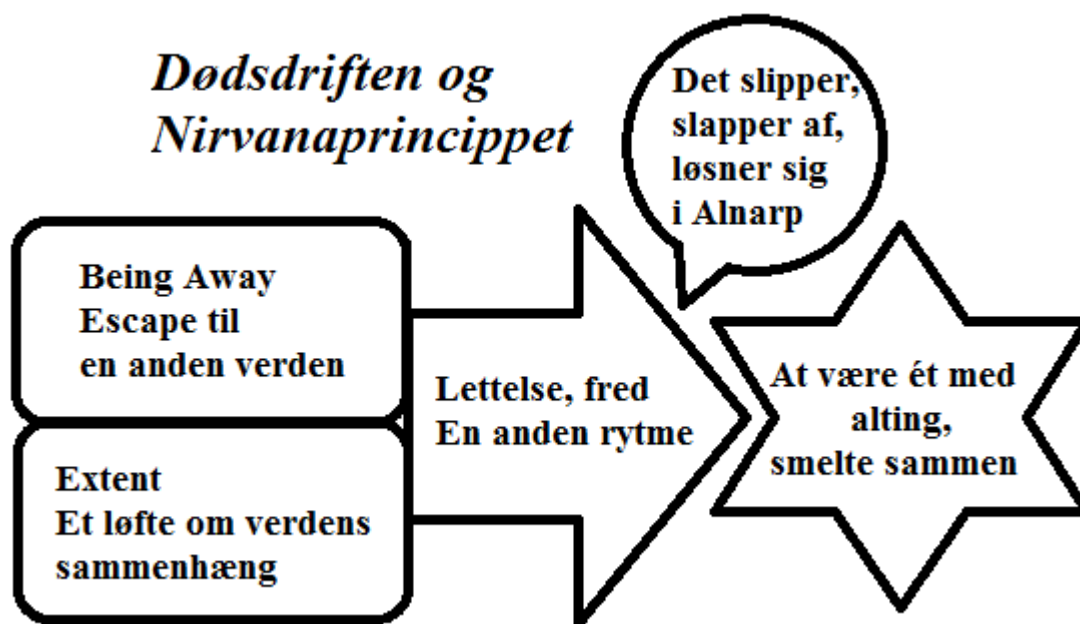 Dødsdriften og
Nirvanaprincippet
Det slipper,
slapper af,
løsner sig
i Alnarp
Being Away
Escape til
en anden verden
Extent
Et løfte om verdens
sammenhæng
Lettelse, fred
En anden rytme
At være ét med
alting,
smelte sammen